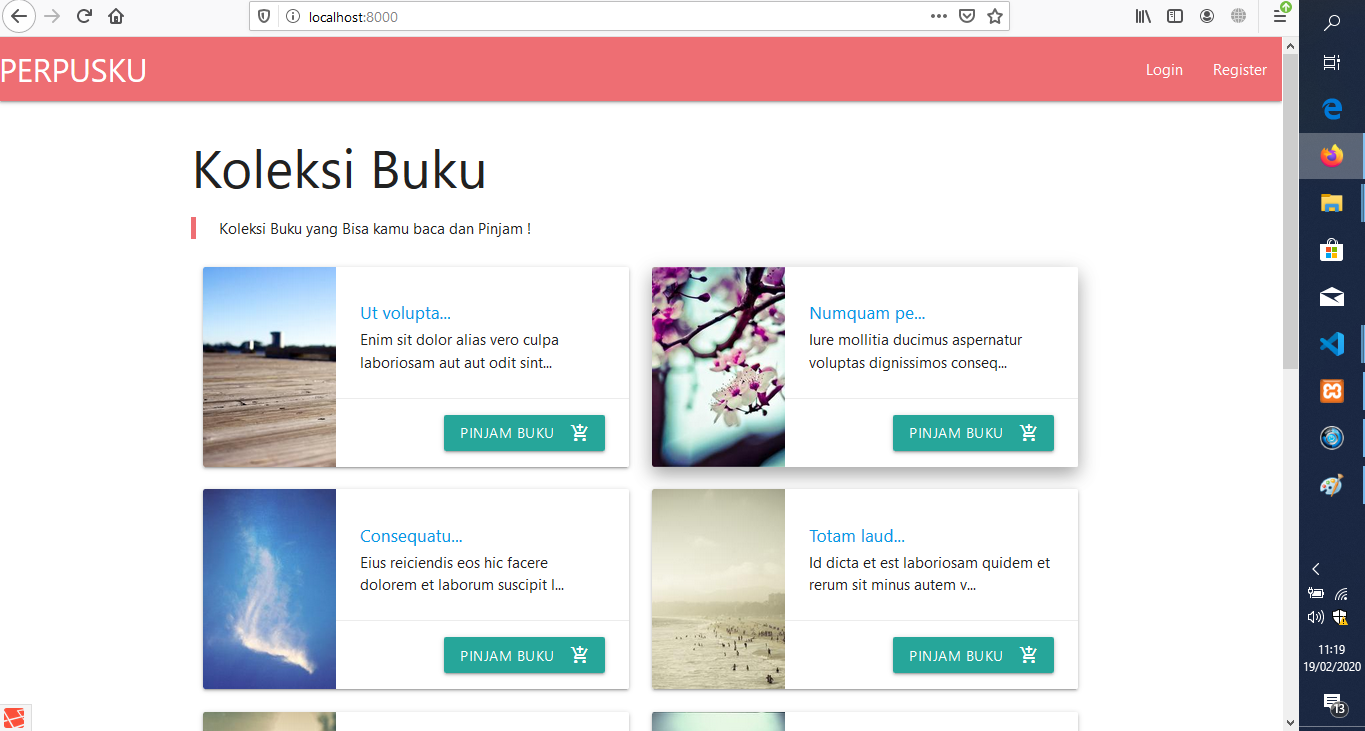 localhost:8000
PERPUSKU
Login
Register
Koleksi Buku
Koleksi Buku yang Bisa kamu baca dan Pinjam !
Ut volupta...
Enim sit dolor alias vero culpa
laboriosam aut aut odit sint...
PINJAM BUKU
Numquam pe...
Iure mollitia ducimus aspernatur
voluptas dignissimos conseq...
PINJAM BUKU
Consequatu...
Eius reiciendis eos hic facere
dolorem et laborum suscipit l...
PINJAM BUKU
Totam laud...
Id dicta et est laboriosam quidem et
rerum sit minus autem v...
PINJAM BUKU
11:19
19/02/2020
13